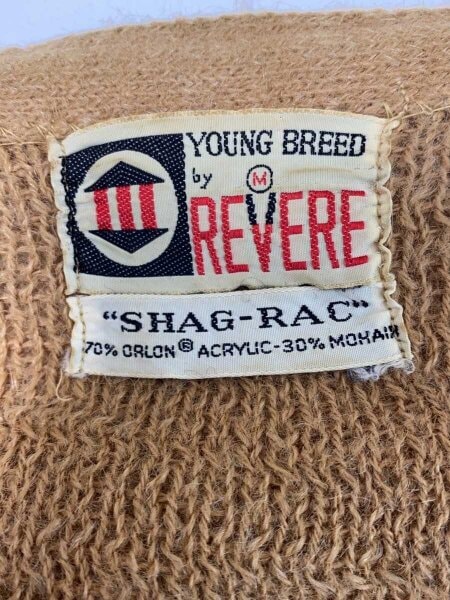 YOUNG BREED
by M
REVERE
"SHAG-RAC"
70% ORLON® ACRYLIC-30% MOHAIR